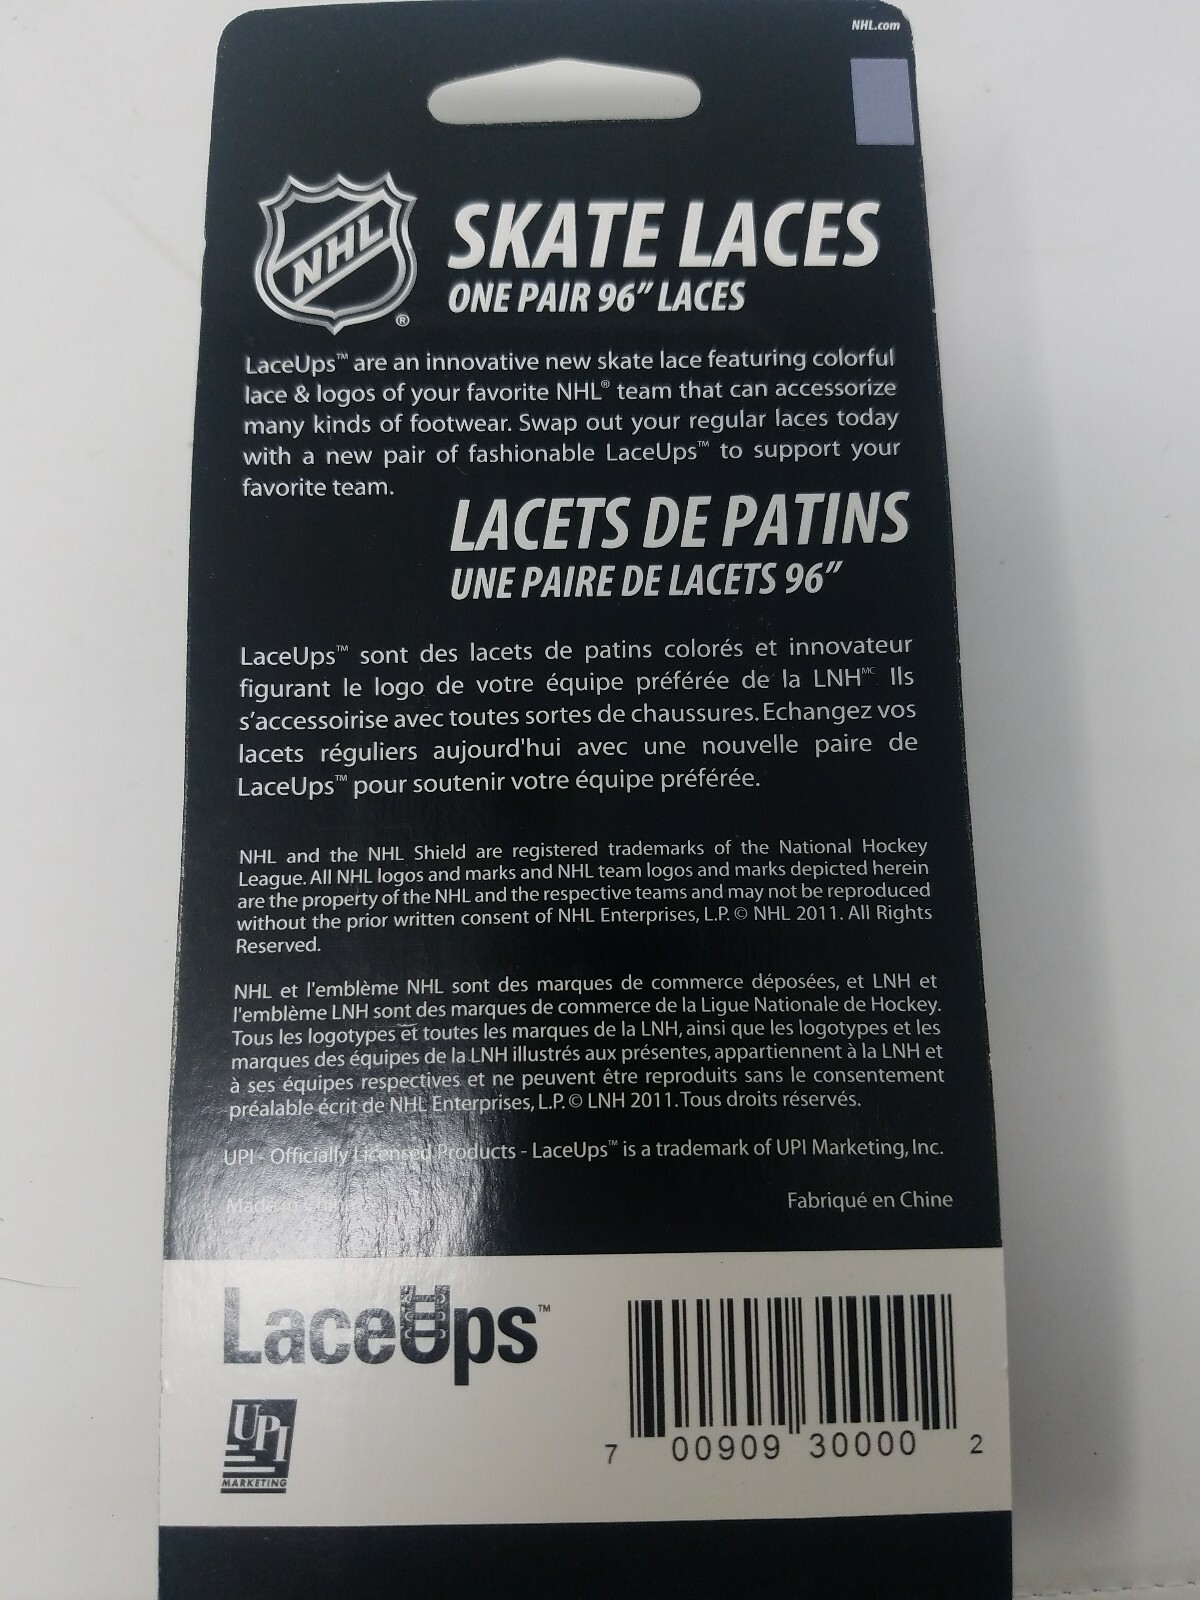 NHL.com
NHL
®
SKATE LACES
ONE PAIR 96" LACES
LaceUps™ are an innovative new skate lace featuring colorful
lace & logos of your favorite NHL® team that can accessorize
many kinds of footwear. Swap out your regular laces today
with a new pair of fashionable LaceUps™ to support your
favorite team.
LACETS DE PATINS
UNE PAIRE DE LACETS 96"
LaceUps™ sont des lacets de patins colorés et innovateur
figurant le logo de votre équipe préférée de la LNHᴹᶜ Ils
s'accessoirise avec toutes sortes de chaussures. Echangez vos
lacets réguliers aujourd'hui avec une nouvelle paire de
LaceUps™ pour soutenir votre équipe préférée.
NHL and the NHL Shield are registered trademarks of the National Hockey
League. All NHL logos and marks and NHL team logos and marks depicted herein
are the property of the NHL and the respective teams and may not be reproduced
without the prior written consent of NHL Enterprises, L.P. © NHL 2011. All Rights
Reserved.
NHL et l'emblème NHL sont des marques de commerce déposées, et LNH et
l'emblème LNH sont des marques de commerce de la Ligue Nationale de Hockey.
Tous les logotypes et toutes les marques de la LNH, ainsi que les logotypes et les
marques des équipes de la LNH illustrés aux présentes, appartiennent à la LNH et
à ses équipes respectives et ne peuvent être reproduits sans le consentement
préalable écrit de NHL Enterprises, L.P. © LNH 2011. Tous droits réservés.
UPI - Officially Licensed Products - LaceUps™ is a trademark of UPI Marketing, Inc.
Made in China
Fabriqué en Chine
LaceUps™
UPI
MARKETING
7 00909 30000 2